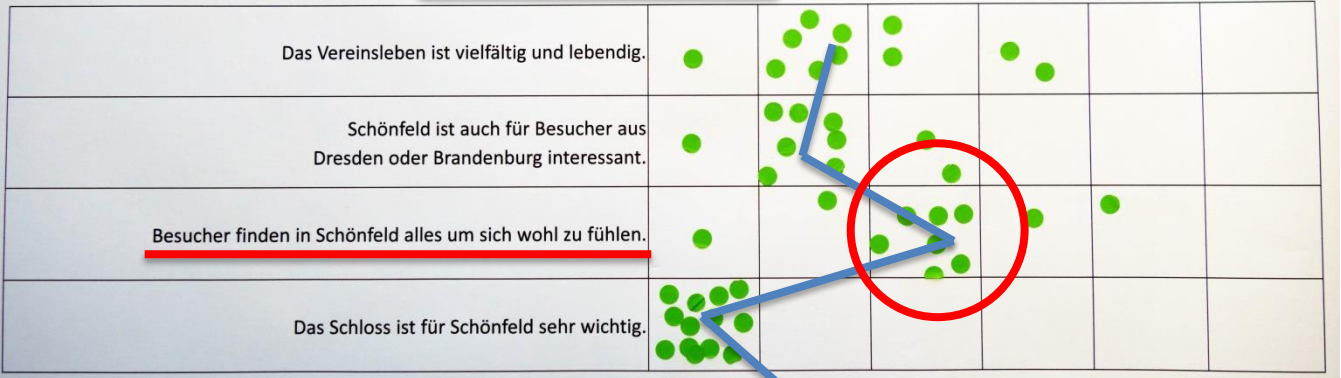 Das Vereinsleben ist vielfältig und lebendig.
Schönfeld ist auch für Besucher aus
Dresden oder Brandenburg interessant.
Besucher finden in Schönfeld alles um sich wohl zu fühlen.
Das Schloss ist für Schönfeld sehr wichtig.